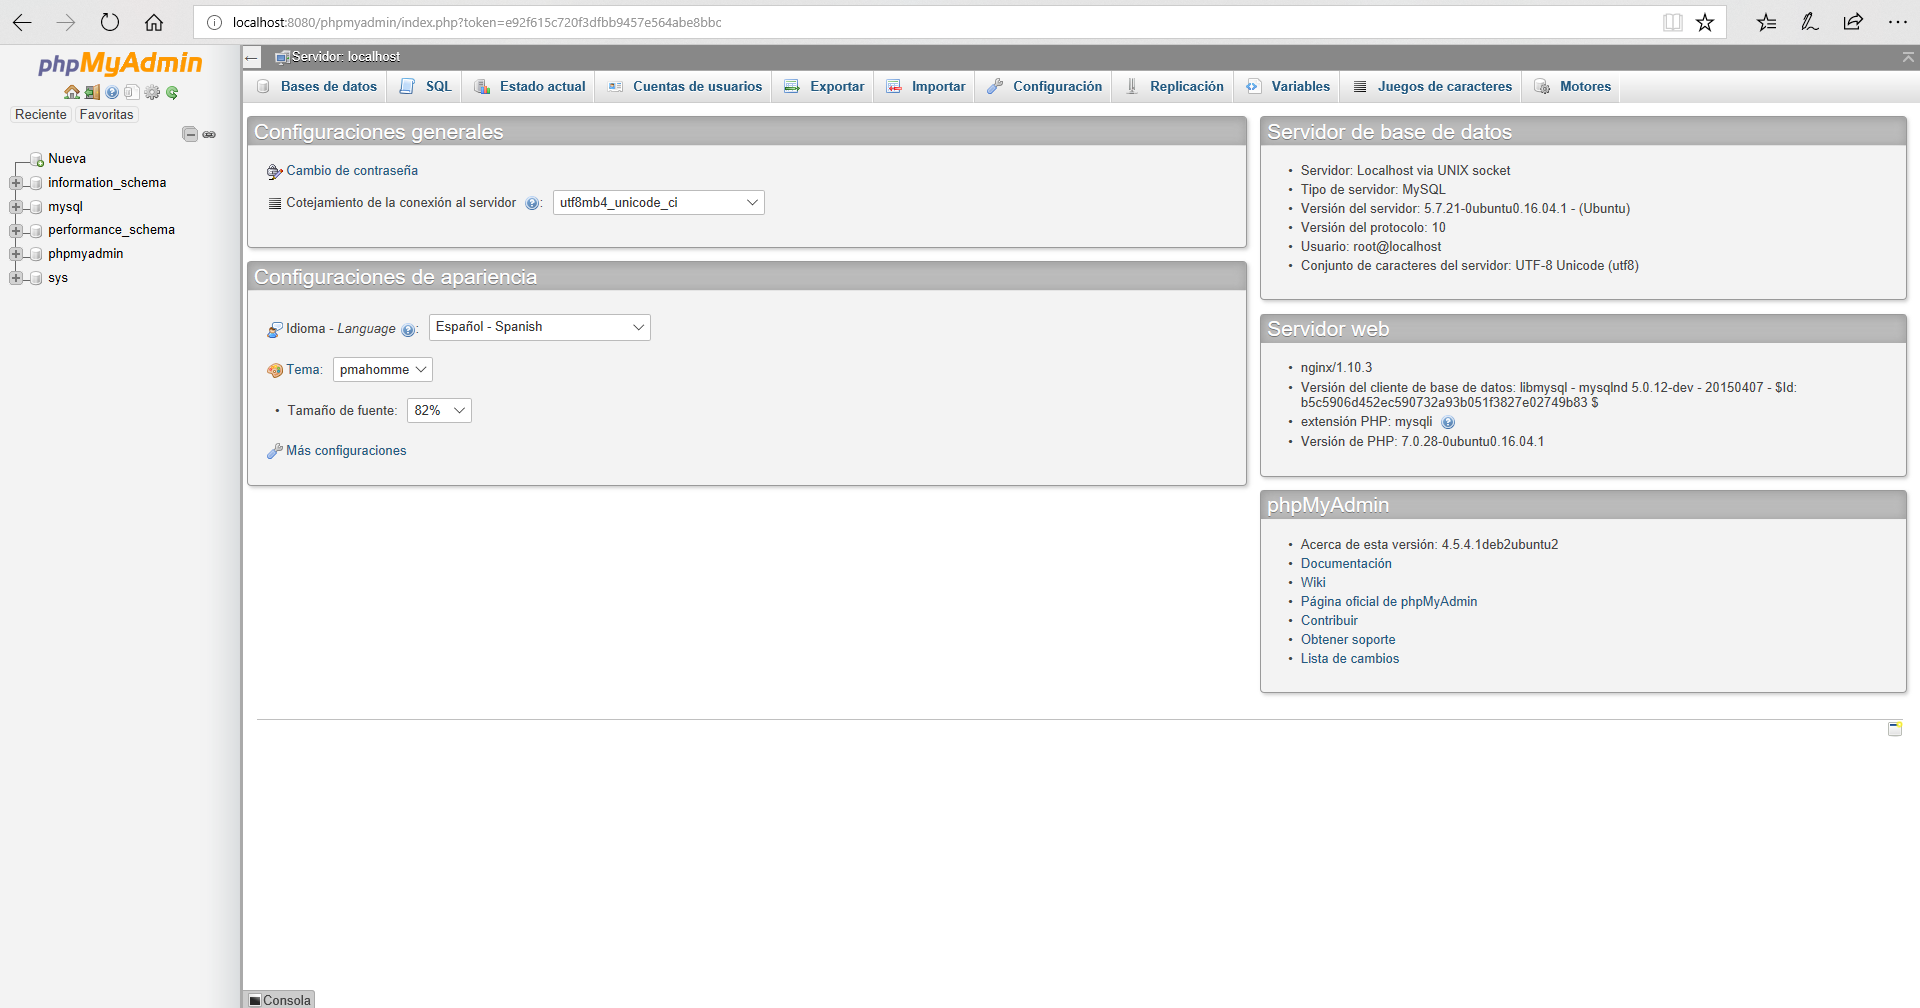 localhost:8080/phpmyadmin/index.php?token=e92f615c720f3dfbb9457e564abe8bbc
phpMyAdmin
Reciente Favoritas
Nueva
information_schema
mysql
performance_schema
phpmyadmin
sys
Servidor: localhost
Bases de datos SQL Estado actual Cuentas de usuarios Exportar Importar Configuración Replicación Variables Juegos de caracteres Motores
Configuraciones generales
Cambio de contraseña
Cotejamiento de la conexión al servidor : utf8mb4_unicode_ci
Configuraciones de apariencia
Idioma - Language : Español - Spanish
Tema: pmahomme
• Tamaño de fuente: 82%
Más configuraciones
Servidor de base de datos
• Servidor: Localhost via UNIX socket
• Tipo de servidor: MySQL
• Versión del servidor: 5.7.21-0ubuntu0.16.04.1 - (Ubuntu)
• Versión del protocolo: 10
• Usuario: root@localhost
• Conjunto de caracteres del servidor: UTF-8 Unicode (utf8)
Servidor web
• nginx/1.10.3
• Versión del cliente de base de datos: libmysql - mysqlnd 5.0.12-dev - 20150407 - $Id:
b5c5906d452ec590732a93b051f3827e02749b83 $
• extensión PHP: mysqli
• Versión de PHP: 7.0.28-0ubuntu0.16.04.1
phpMyAdmin
• Acerca de esta versión: 4.5.4.1deb2ubuntu2
• Documentación
• Wiki
• Página oficial de phpMyAdmin
• Contribuir
• Obtener soporte
• Lista de cambios
Consola